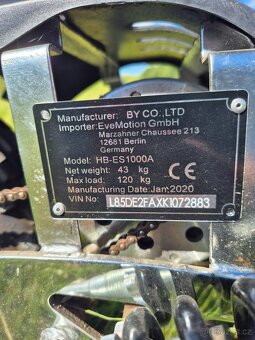 Manufacturer: BY CO.,LTD
Importer:EveMotion GmbH
Marzahner Chaussee 213
12681 Berlin
Germany
Model: HB-ES1000A
Net weight: 43 kg
Max load: 120 kg
CE
Manufacturing Date:Jan,2020
VIN No: L85DE2FAXK1072883